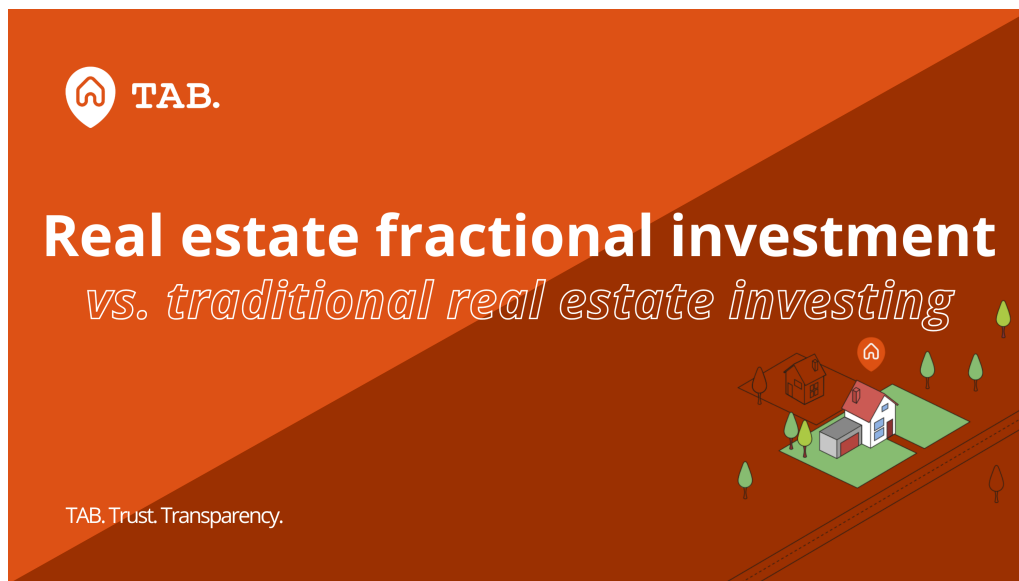 TAB.
Real estate fractional investment
vs. traditional real estate investing
TAB. Trust. Transparency.